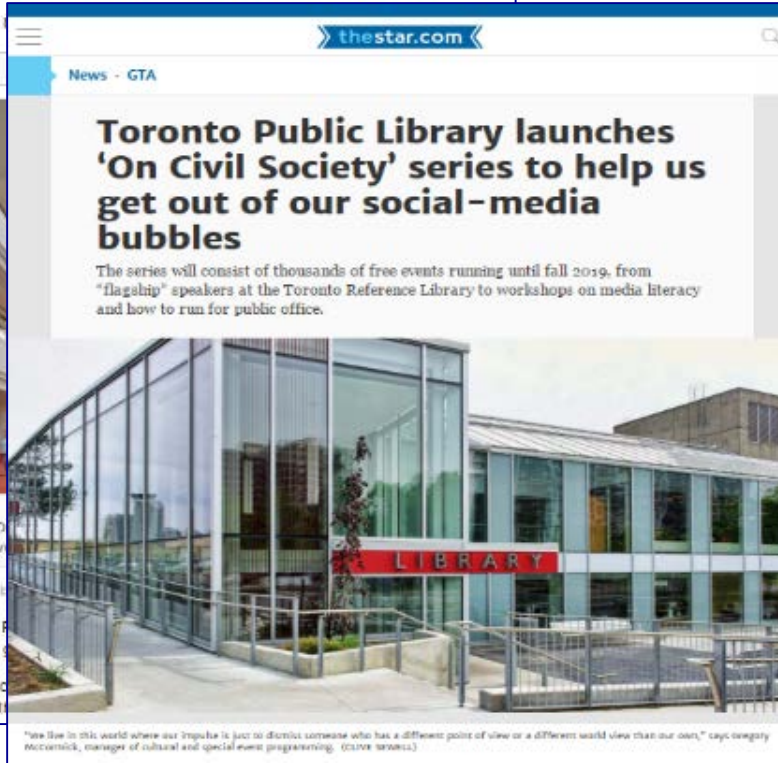 thestar.com
News - GTA
Toronto Public Library launches
‘On Civil Society’ series to help us
get out of our social-media
bubbles
The series will consist of thousands of free events running until fall 2019, from
“flagship” speakers at the Toronto Reference Library to workshops on media literacy
and how to run for public office.
LIBRARY
"We live in this world where our impulse is just to dismiss someone who has a different point of view or a different world view than our own," says Gregory
McCormick, manager of cultural and special event programming. (CLIVE SEWELL)